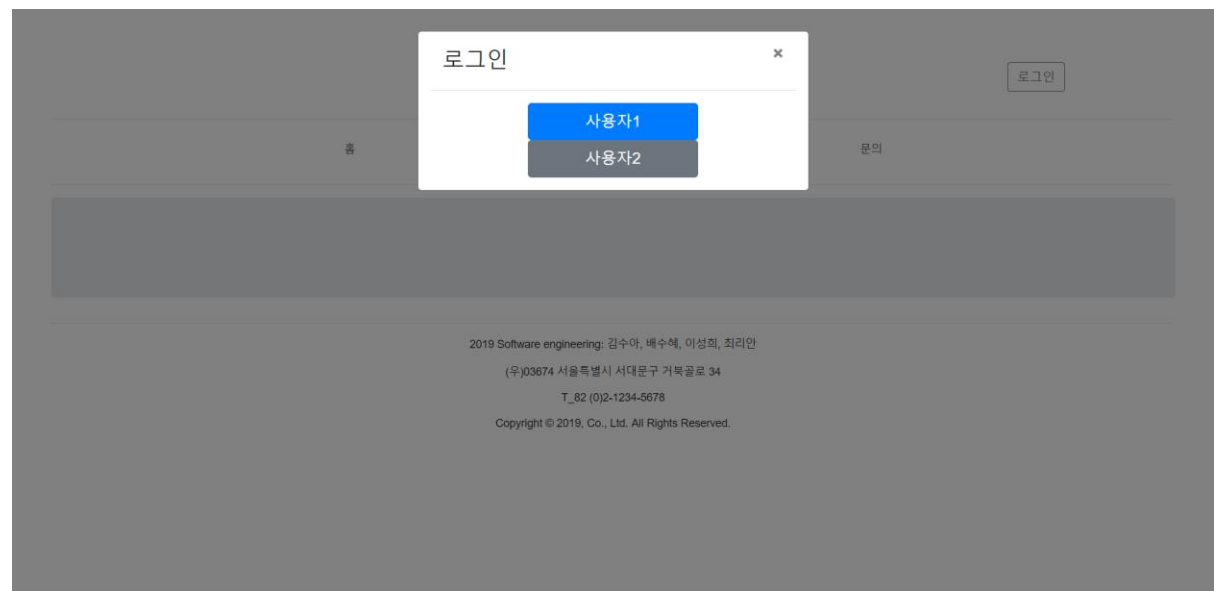 로그인 ×
로그인
사용자1
사용자2
홈 문의
2019 Software engineering: 김수아, 배수혜, 이성희, 최리안
(우)03674 서울특별시 서대문구 거북골로 34
T_82 (0)2-1234-5678
Copyright © 2019, Co., Ltd. All Rights Reserved.